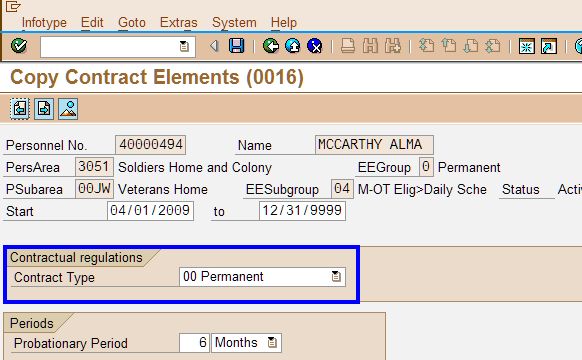 Infotype Edit Goto Extras System Help
Copy Contract Elements (0016)
Personnel No. 40000494 Name MCCARTHY ALMA
PersArea 3051 Soldiers Home and Colony EEGroup 0 Permanent
PSubarea 00JW Veterans Home EESubgroup 04 M-OT Elig>Daily Sche Status Activ
Start 04/01/2009 to 12/31/9999
Contractual regulations
Contract Type 00 Permanent
Periods
Probationary Period 6 Months